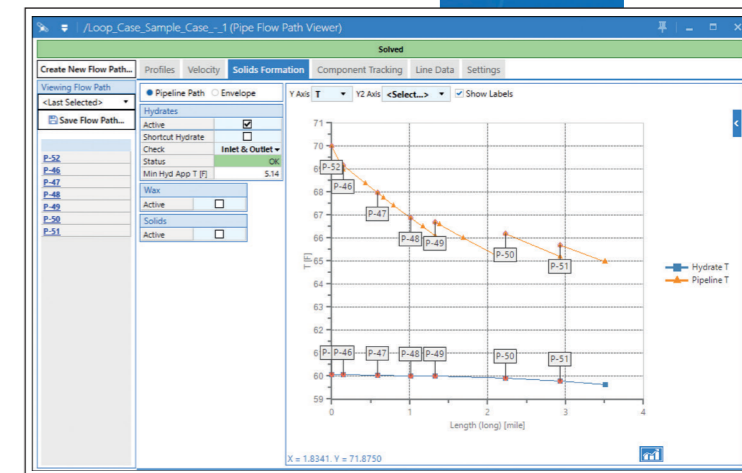 /Loop_Case_Sample_Case_-_1 (Pipe Flow Path Viewer)
Solved
Create New Flow Path...
Profiles Velocity Solids Formation Component Tracking Line Data Settings
Viewing Flow Path
<Last Selected>
Save Flow Path...
P-52
P-46
P-47
P-48
P-49
P-50
P-51
Pipeline Path Envelope
Hydrates
Active
Shortcut Hydrate
Check Inlet & Outlet
Status OK
Min Hyd App T [F] 5.14
Wax
Active
Solids
Active
Y Axis T Y2 Axis <Select...> Show Labels
71
70
P-52
68
P-46
67
P-47
66
P-48
P-49
65
P-50
P-51
T [F]
64
63
62
6
P- P-46 P-47 P-48 P-49 P-50 P-51
60
59
0 1 2 3 4
Length (long) [mile]
Hydrate T
Pipeline T
X = 1.8341. Y = 71.8750